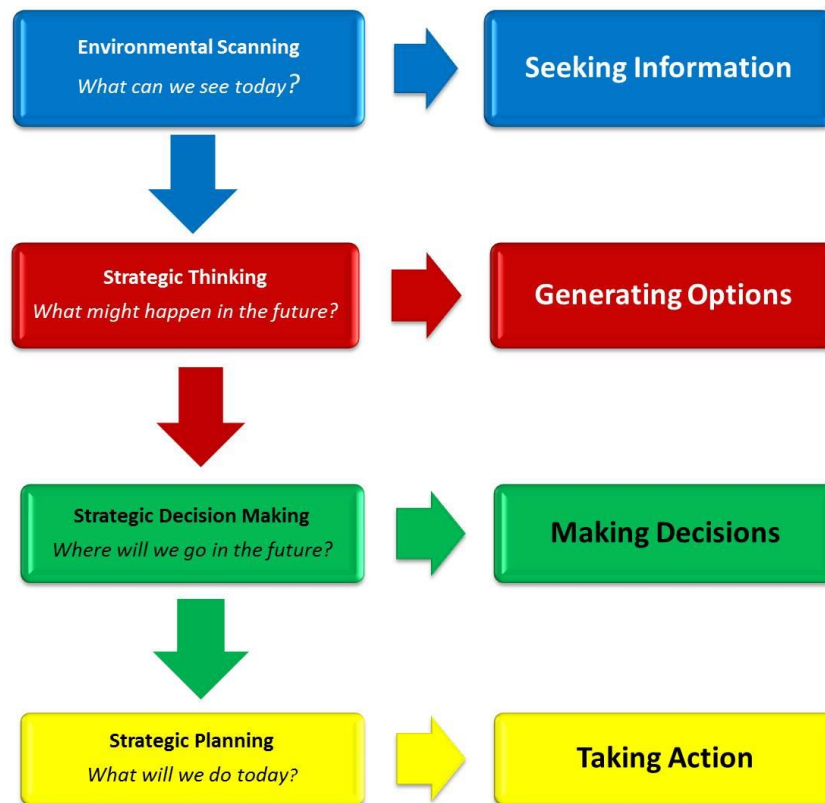 Environmental Scanning
What can we see today?
Seeking Information
Strategic Thinking
What might happen in the future?
Generating Options
Strategic Decision Making
Where will we go in the future?
Making Decisions
Strategic Planning
What will we do today?
Taking Action